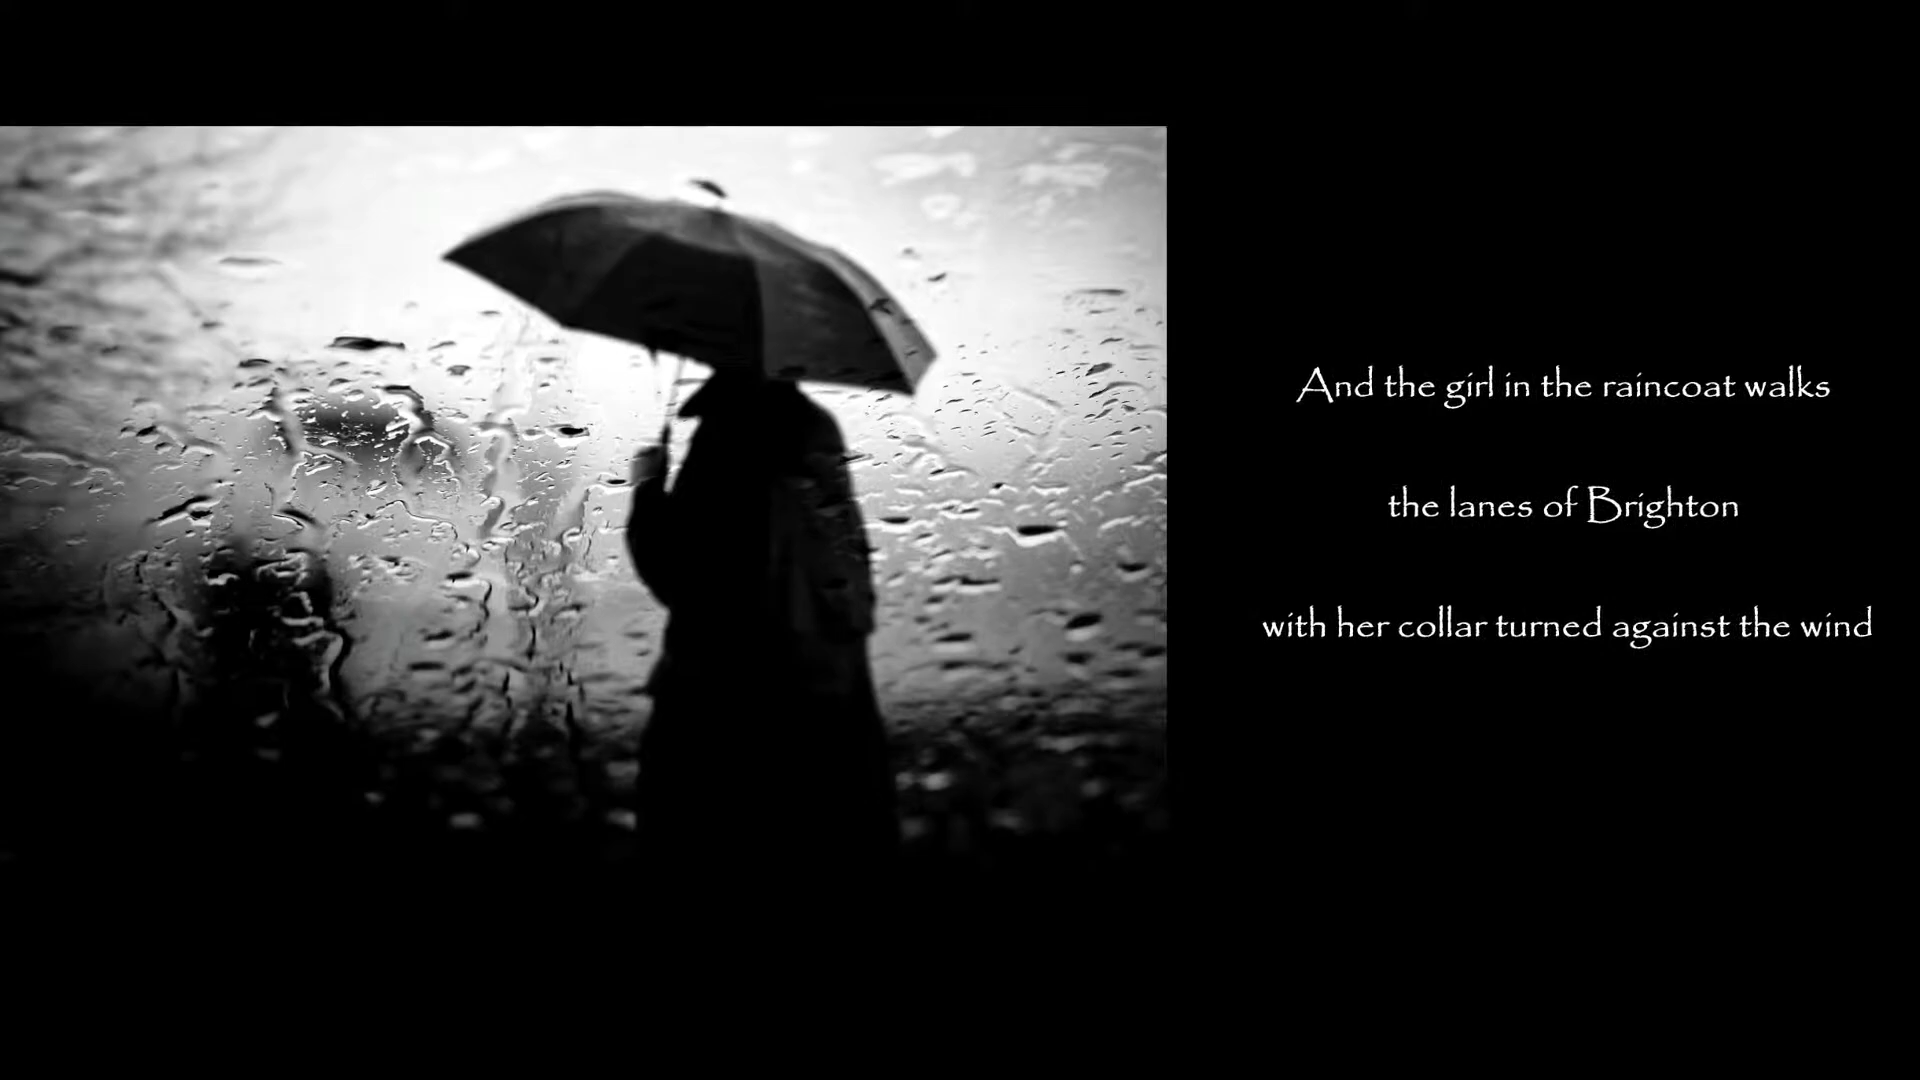 And the girl in the raincoat walks
the lanes of Brighton
with her collar turned against the wind